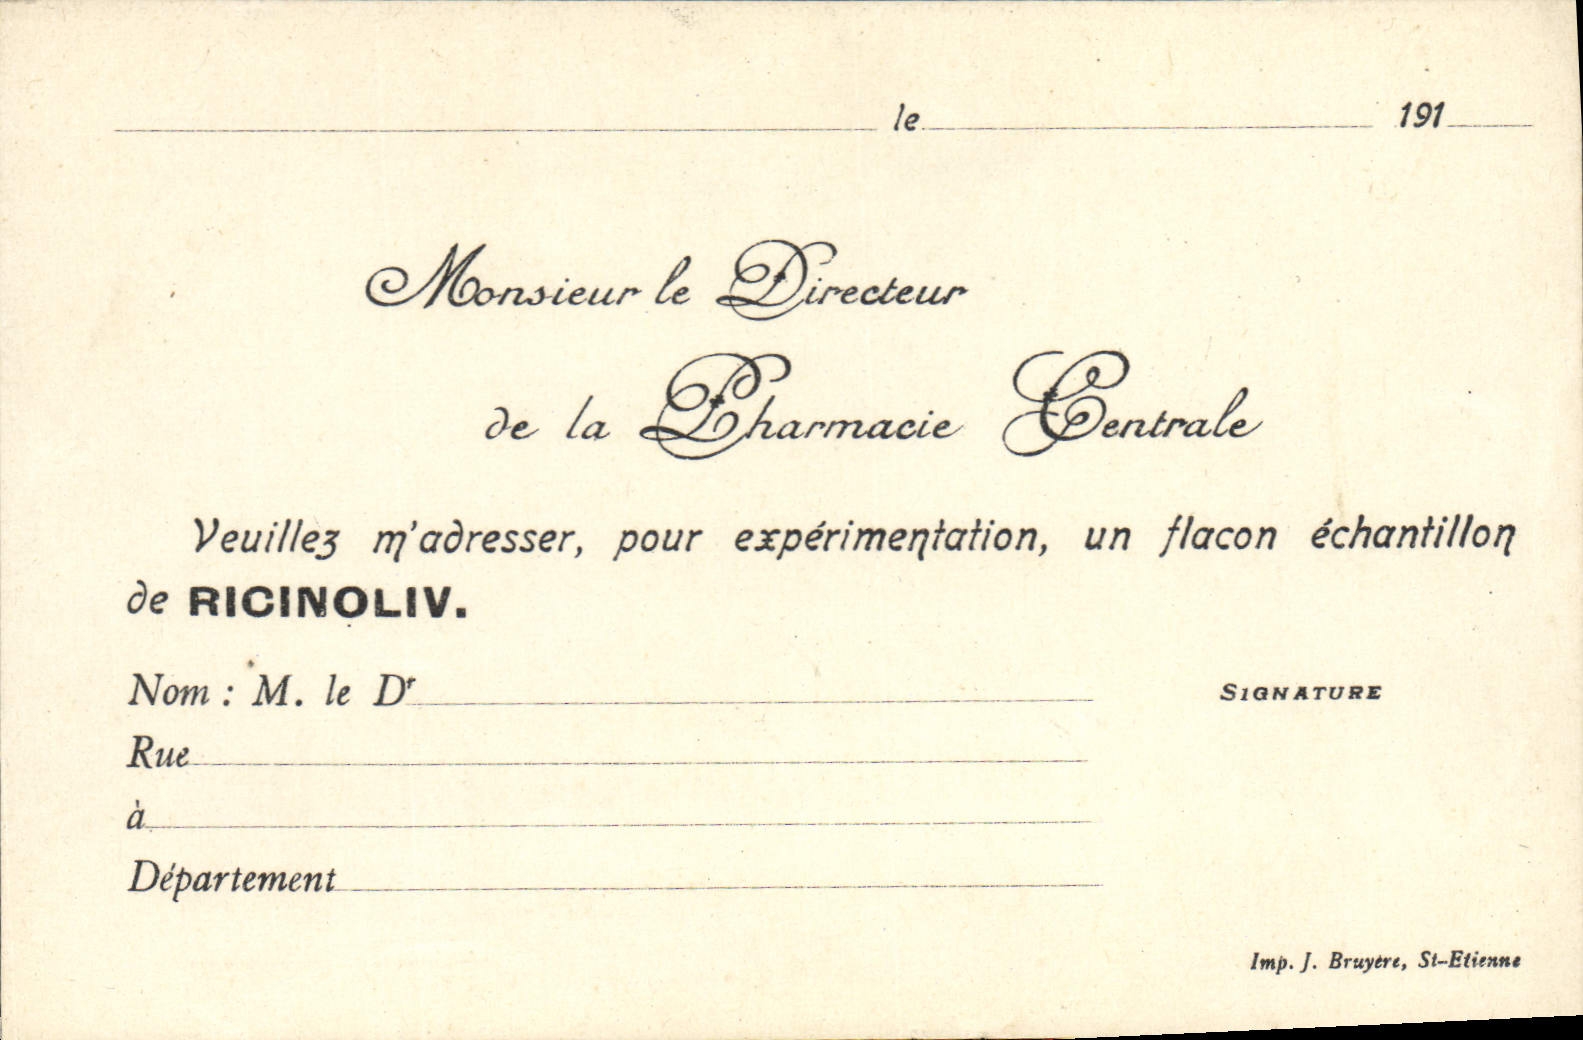 le 191
Monsieur le Directeur
de la Pharmacie Centrale
Veuillez m'adresser, pour expérimentation, un flacon échantillon
de RICINOLIV.
Nom : M. le Dr
SIGNATURE
Rue
à
Département
Imp. J. Bruyère, St-Etienne